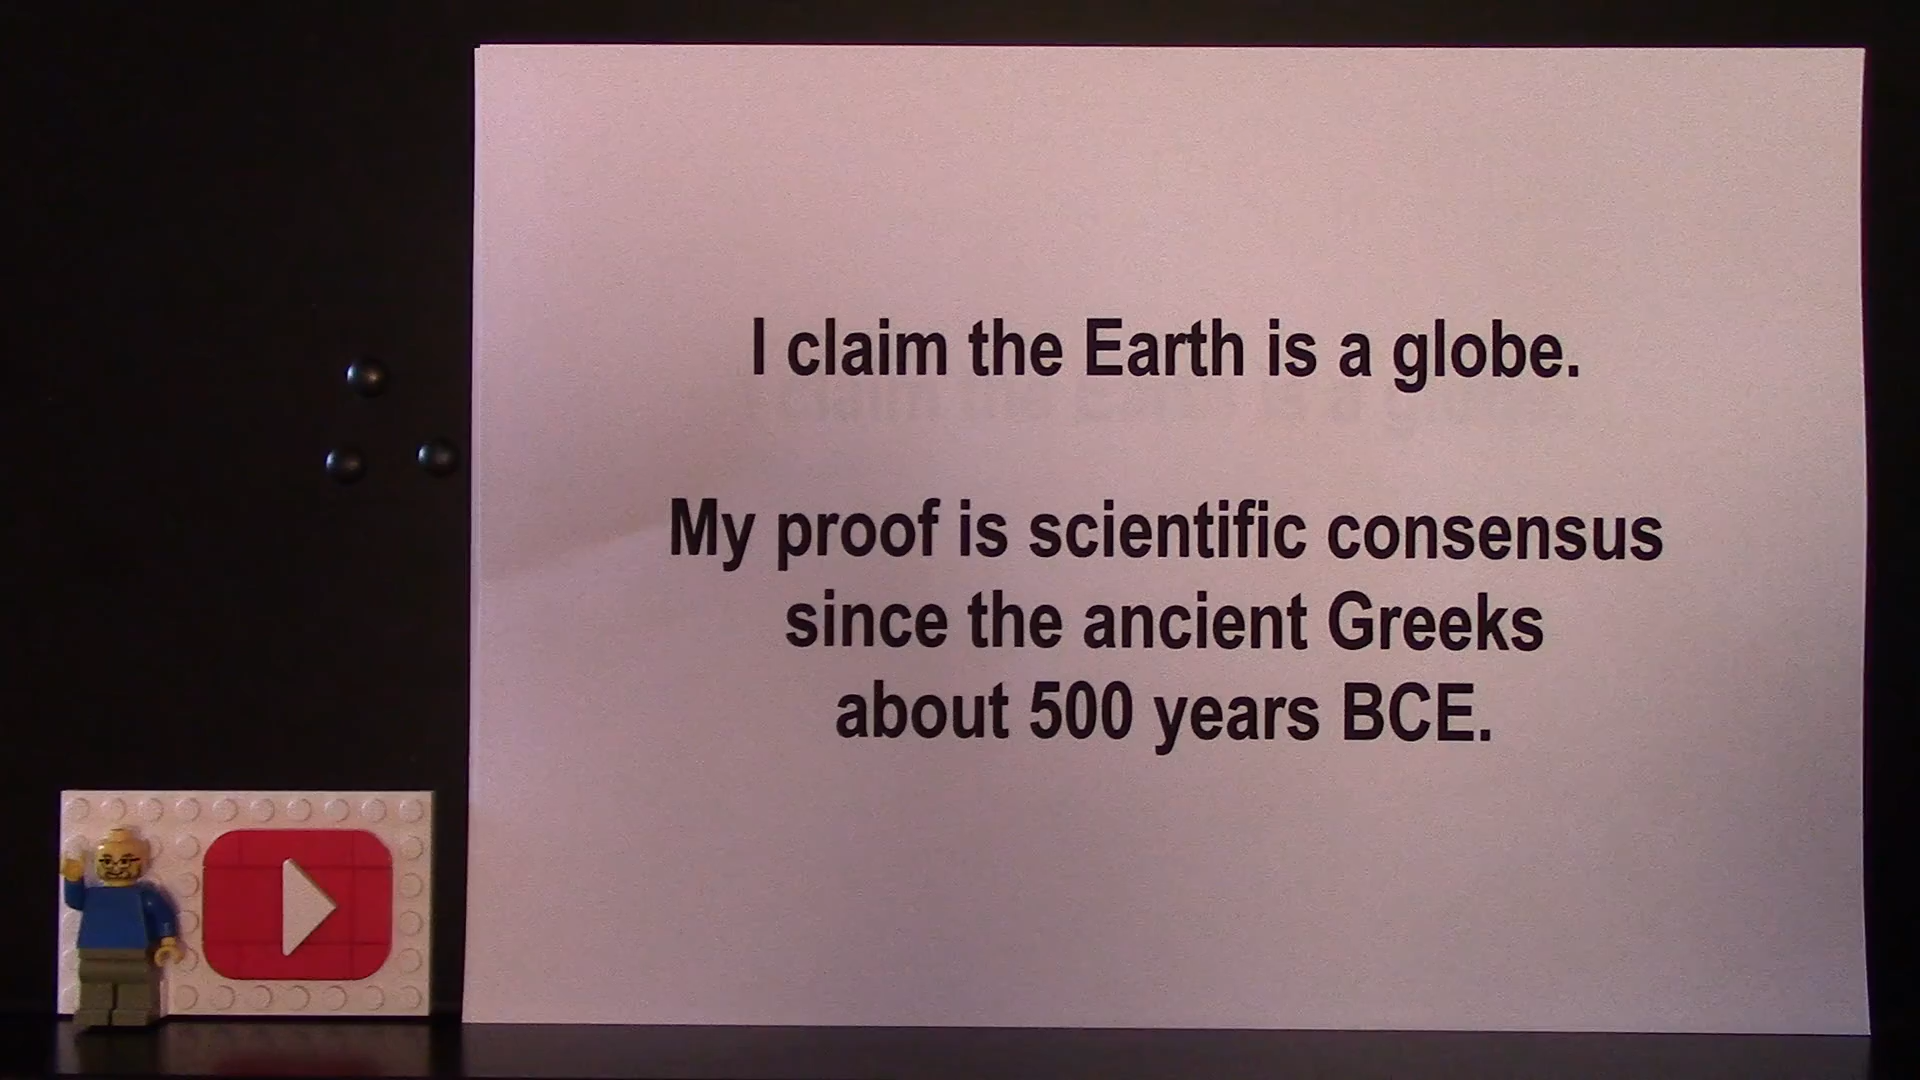 I claim the Earth is a globe.
My proof is scientific consensus
since the ancient Greeks
about 500 years BCE.